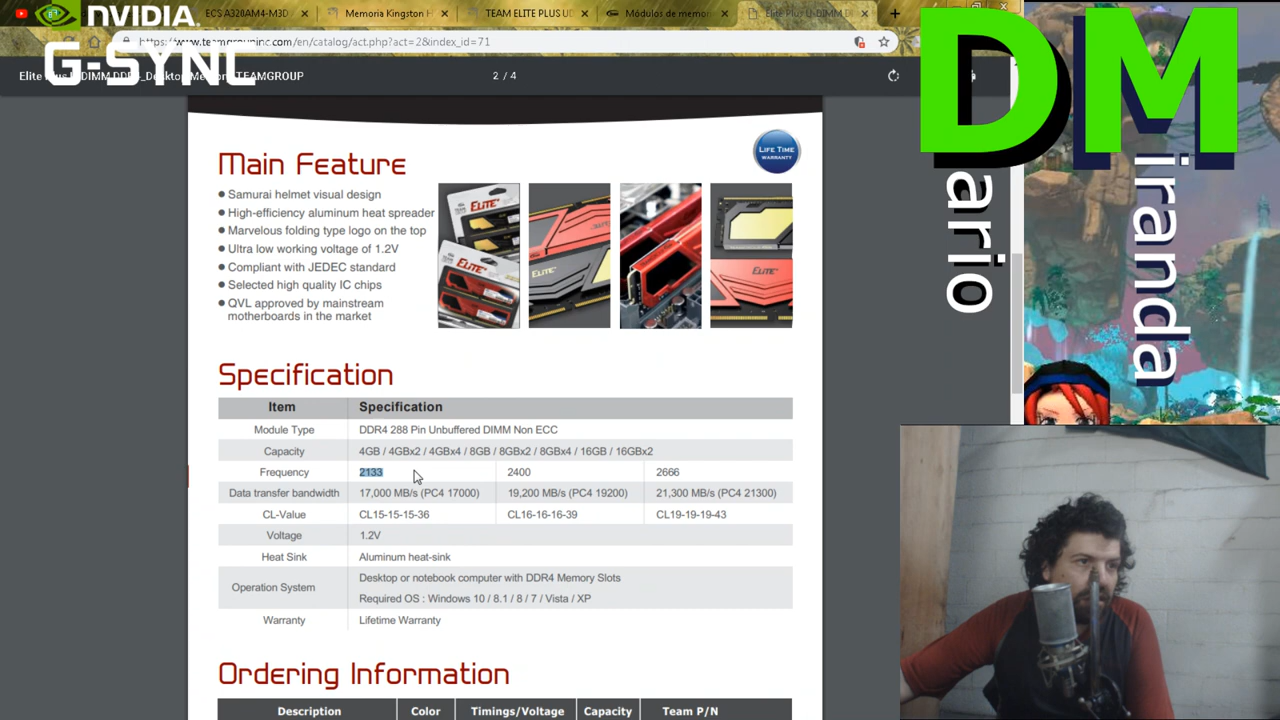 NVIDIA
G-SYNC
ECS A320AM4-M3D
Memoria Kingston H
TEAM ELITE PLUS UD
Módulos de memor
Elite Plus U-DIMM D
https://www.teamgroupinc.com/en/catalog/act.php?act=2&index_id=71
TEAMGROUP
2 / 4
DM
ario
iranda
Main Feature
LIFE TIME
WARRANTY
Samurai helmet visual design
High-efficiency aluminum heat spreader
Marvelous folding type logo on the top
Ultra low working voltage of 1.2V
Compliant with JEDEC standard
Selected high quality IC chips
QVL approved by mainstream
motherboards in the market
ELITE
ELITE
ELITE
ELITE
Specification
Item Specification
Module Type DDR4 288 Pin Unbuffered DIMM Non ECC
Capacity 4GB / 4GBx2 / 4GBx4 / 8GB / 8GBx2 / 8GBx4 / 16GB / 16GBx2
Frequency 2133 2400 2666
Data transfer bandwidth 17,000 MB/s (PC4 17000) 19,200 MB/s (PC4 19200) 21,300 MB/s (PC4 21300)
CL-Value CL15-15-15-36 CL16-16-16-39 CL19-19-19-43
Voltage 1.2V
Heat Sink Aluminum heat-sink
Operation System Desktop or notebook computer with DDR4 Memory Slots
Required OS : Windows 10 / 8.1 / 8 / 7 / Vista / XP
Warranty Lifetime Warranty
Ordering Information
Description Color Timings/Voltage Capacity Team P/N